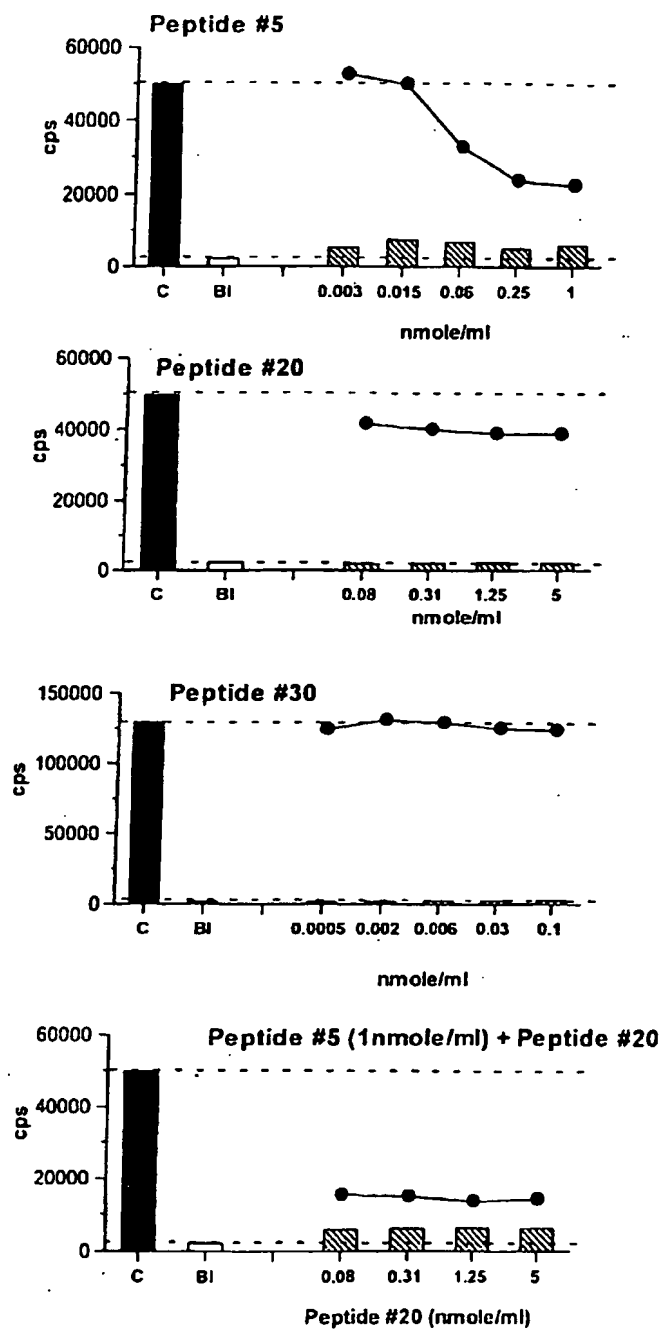 Peptide #5
60000
40000
20000
0
cps
C BI 0.003 0.015 0.06 0.25 1
nmole/ml
Peptide #20
60000
40000
20000
0
cps
C BI 0.08 0.31 1.25 5
nmole/ml
Peptide #30
150000
100000
50000
0
cps
C BI 0.0005 0.002 0.006 0.03 0.1
nmole/ml
Peptide #5 (1nmole/ml) + Peptide #20
60000
40000
20000
0
cps
C BI 0.08 0.31 1.25 5
Peptide #20 (nmole/ml)